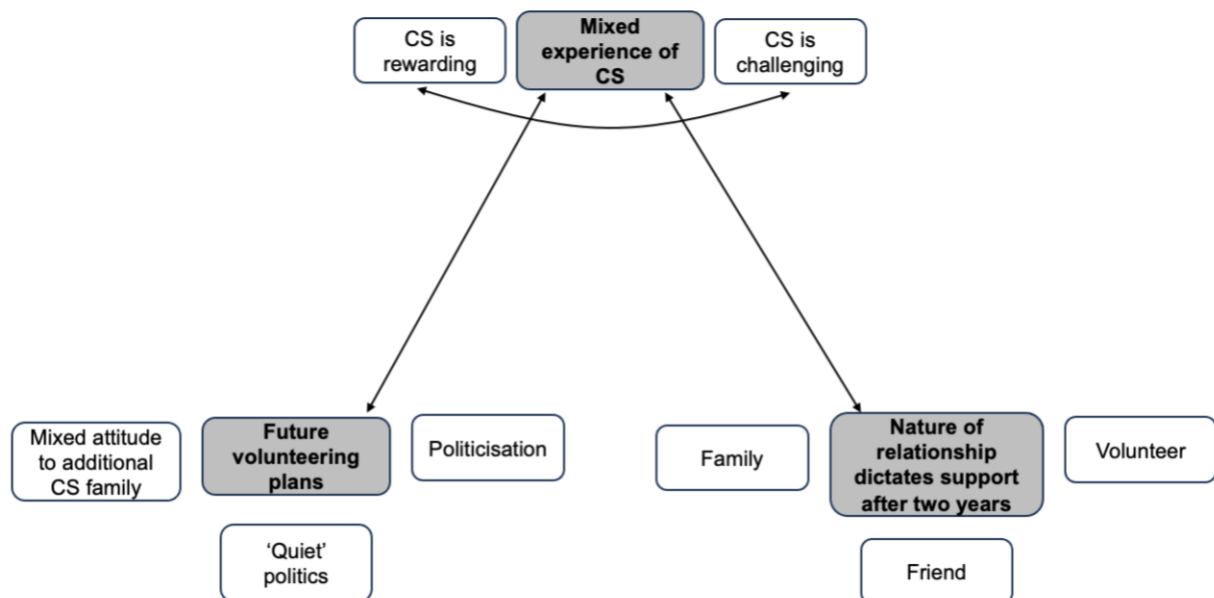 CS is
rewarding
Mixed
experience of
CS
CS is
challenging
Mixed attitude
to additional
CS family
Future
volunteering
plans
Politicisation
‘Quiet’
politics
Family
Nature of
relationship
dictates support
after two years
Volunteer
Friend